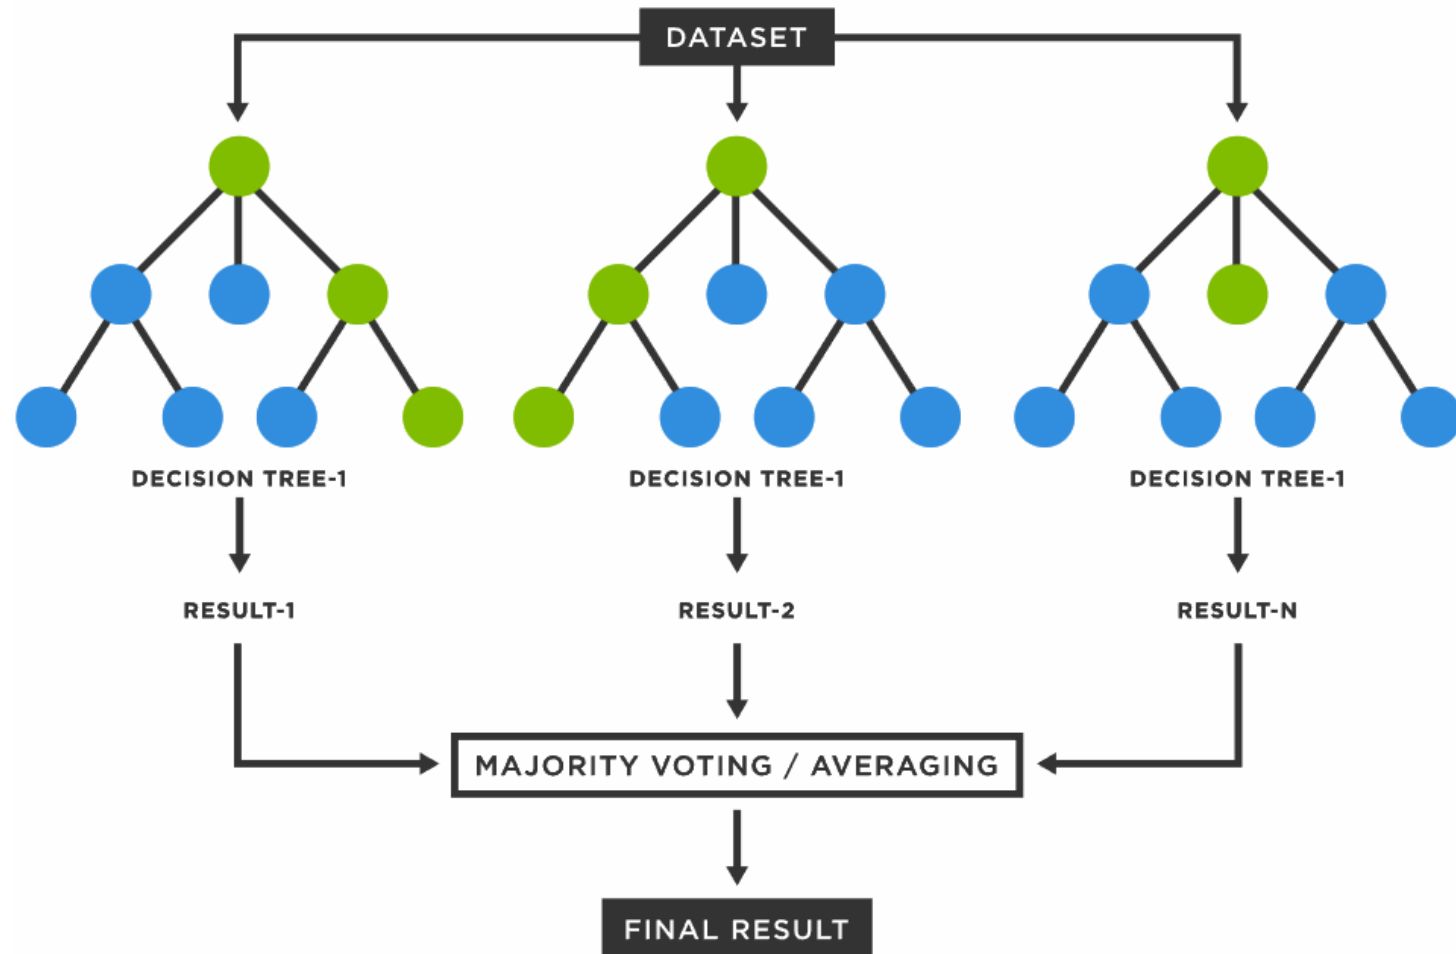 DATASET
DECISION TREE-1
DECISION TREE-1
DECISION TREE-1
RESULT-1
RESULT-2
RESULT-N
MAJORITY VOTING / AVERAGING
FINAL RESULT